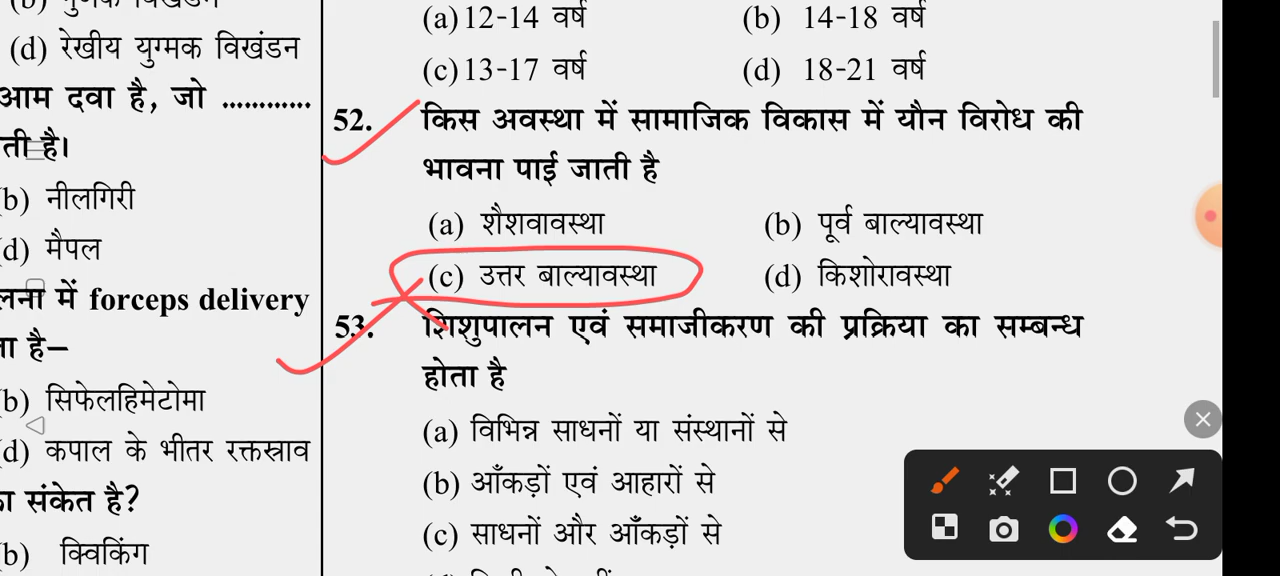 (d) रेखीय युग्मक विखंडन
आम दवा है, जो ............
ती है।
(b) नीलगिरी
(d) मैपल
लना में forceps delivery
ा है–
(b) सिफेलहिमेटोमा
(d) कपाल के भीतर रक्तस्राव
ा संकेत है?
(b) क्विकिंग
(a) 12-14 वर्ष (b) 14-18 वर्ष
(c) 13-17 वर्ष (d) 18-21 वर्ष
52. किस अवस्था में सामाजिक विकास में यौन विरोध की
भावना पाई जाती है
(a) शैशवावस्था (b) पूर्व बाल्यावस्था
(c) उत्तर बाल्यावस्था (d) किशोरावस्था
53. शिशुपालन एवं समाजीकरण की प्रक्रिया का सम्बन्ध
होता है
(a) विभिन्न साधनों या संस्थानों से
(b) आँकड़ों एवं आहारों से
(c) साधनों और आँकड़ों से